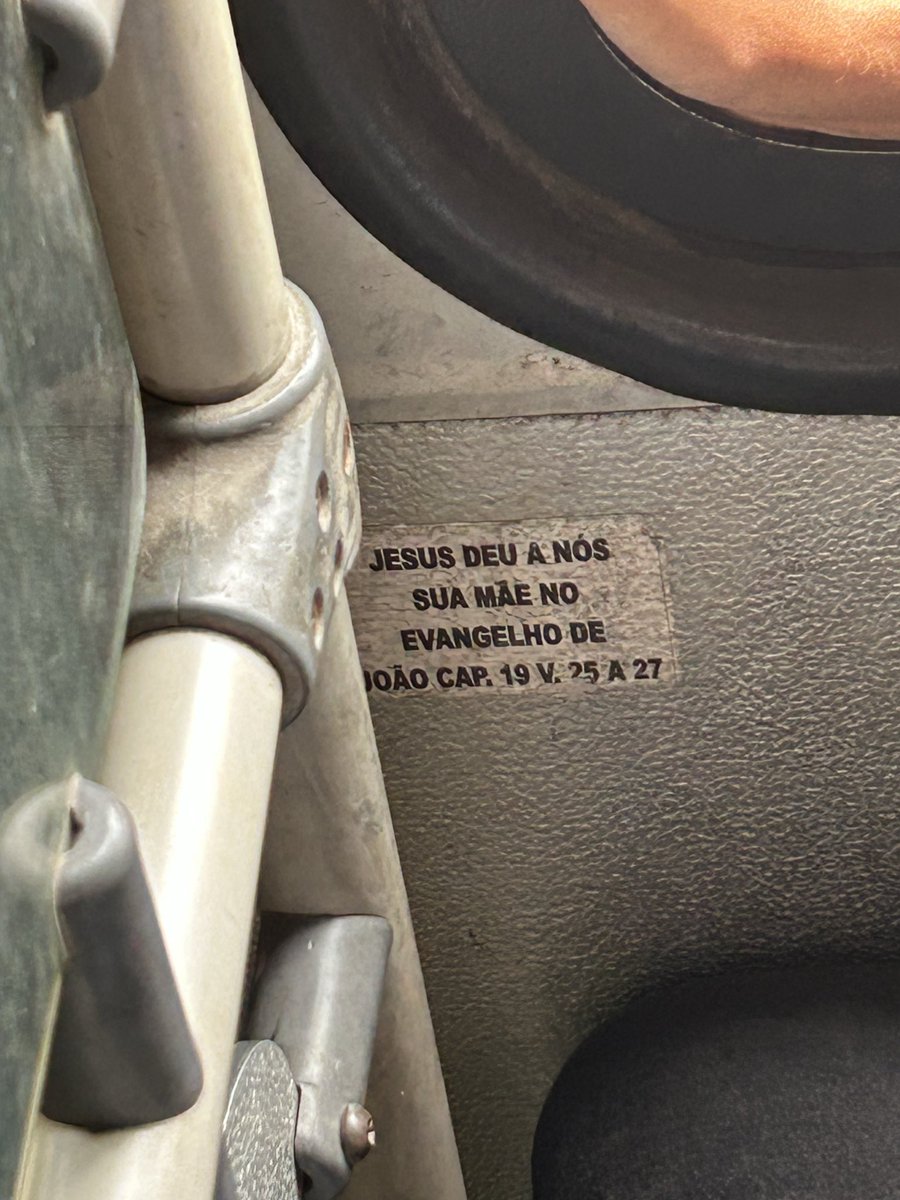 JESUS DEU A NÓS
SUA MÃE NO
EVANGELHO DE
JOÃO CAP. 19 V. 25 A 27